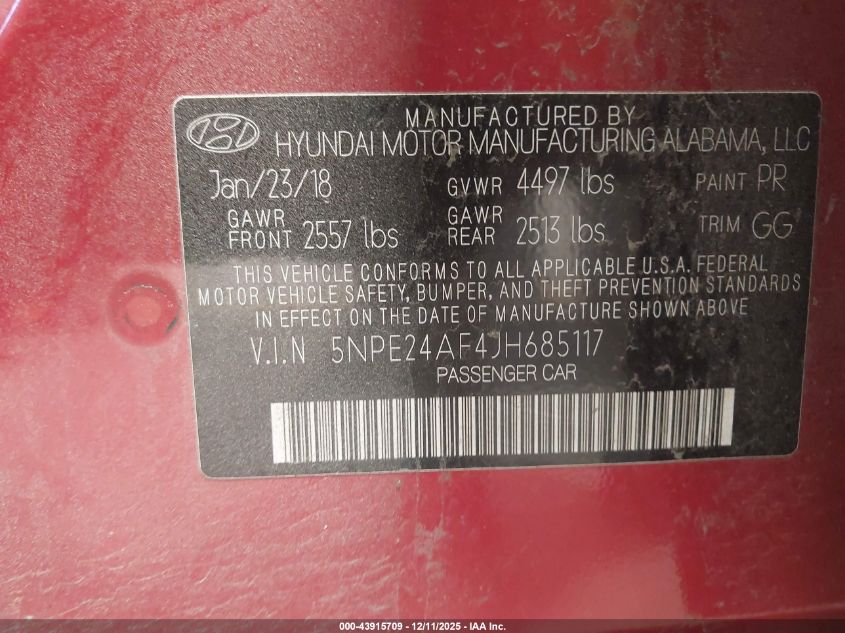 MANUFACTURED BY
HYUNDAI MOTOR MANUFACTURING ALABAMA, LLC
Jan/23/18 GVWR 4497 lbs PAINT PR
GAWR FRONT 2557 lbs GAWR REAR 2513 lbs TRIM GG
THIS VEHICLE CONFORMS TO ALL APPLICABLE U.S.A. FEDERAL
MOTOR VEHICLE SAFETY, BUMPER, AND THEFT PREVENTION STANDARDS
IN EFFECT ON THE DATE OF MANUFACTURE SHOWN ABOVE
V.I.N 5NPE24AF4JH685117
PASSENGER CAR
000-43915709 - 12/11/2025 - IAA Inc.